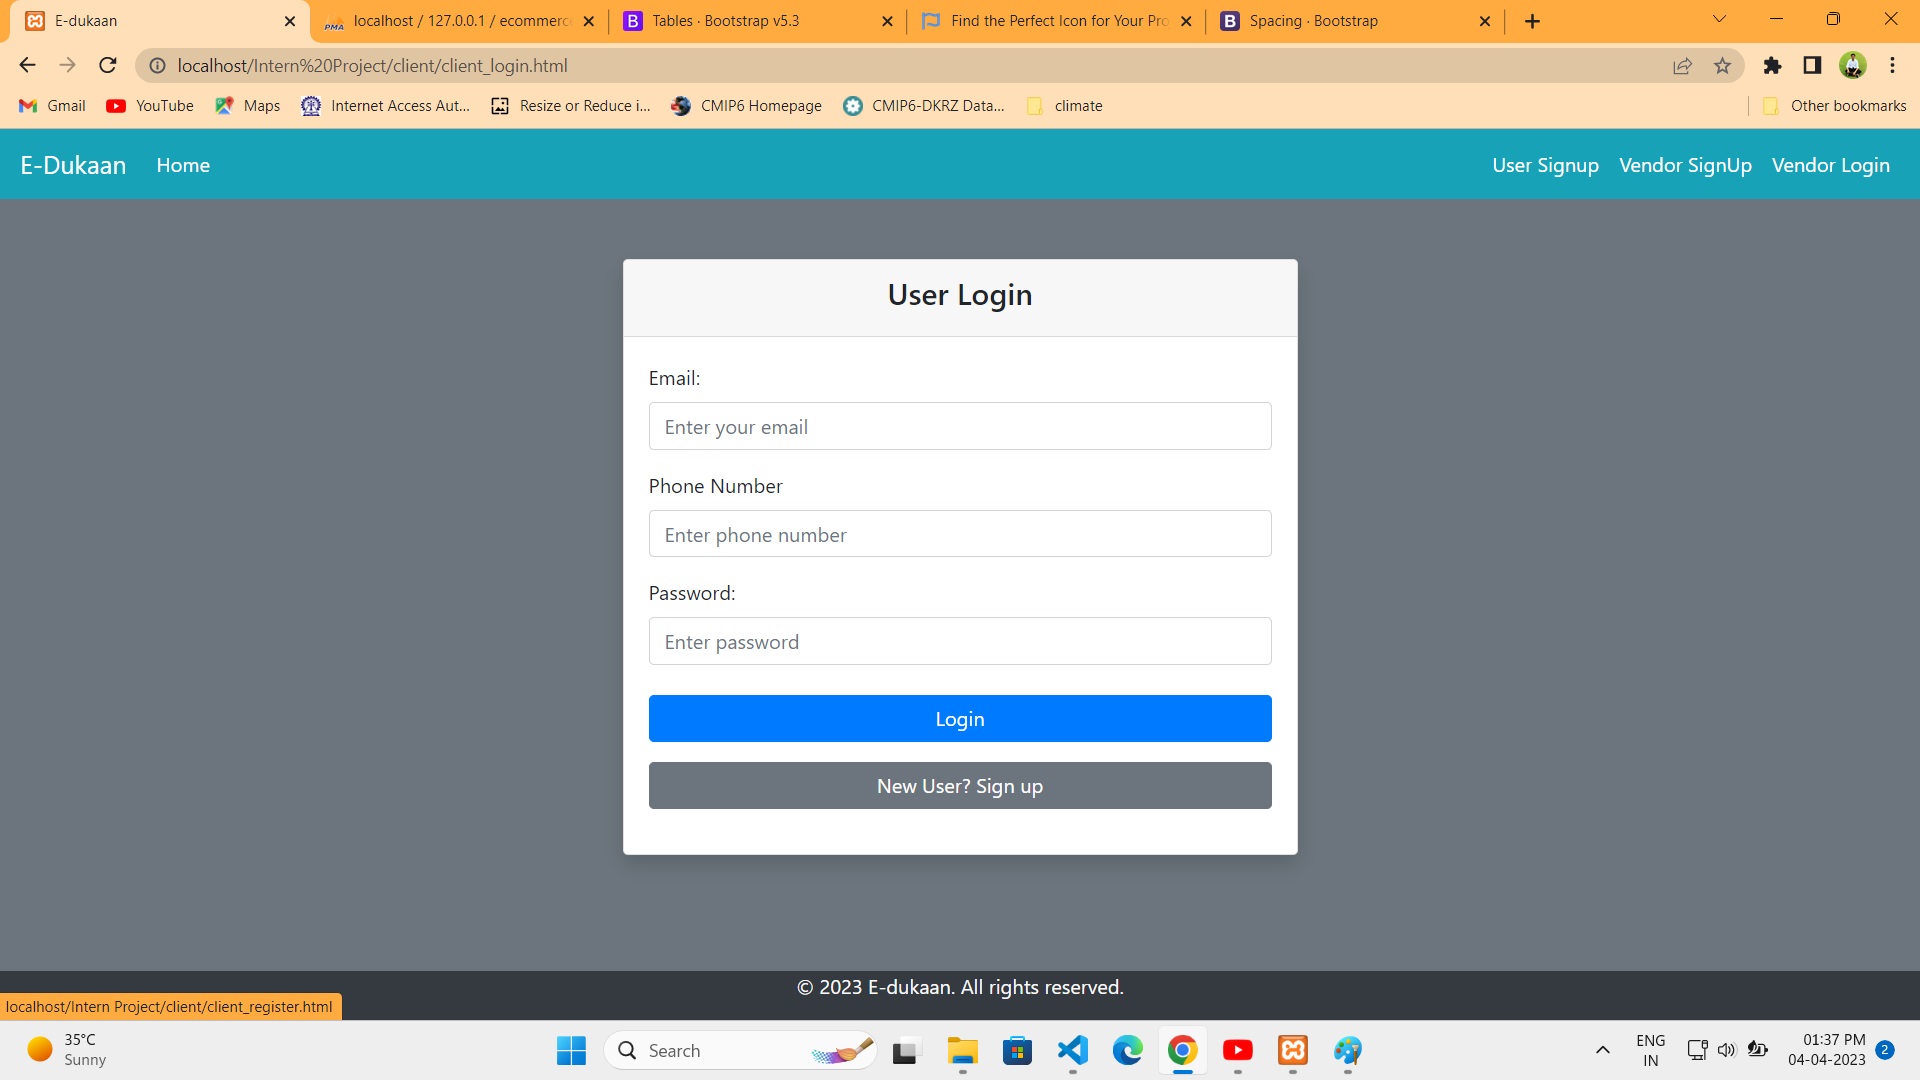 E-dukaan
localhost / 127.0.0.1 / ecommerc
Tables · Bootstrap v5.3
Find the Perfect Icon for Your Pro
Spacing · Bootstrap
localhost/Intern%20Project/client/client_login.html
Gmail
YouTube
Maps
Internet Access Aut...
Resize or Reduce i...
CMIP6 Homepage
CMIP6-DKRZ Data...
climate
Other bookmarks
E-Dukaan
Home
User Signup
Vendor SignUp
Vendor Login
User Login
Email:
Enter your email
Phone Number
Enter phone number
Password:
Enter password
Login
New User? Sign up
© 2023 E-dukaan. All rights reserved.
localhost/Intern Project/client/client_register.html
35°C
Sunny
Search
ENG
IN
01:37 PM
04-04-2023
2